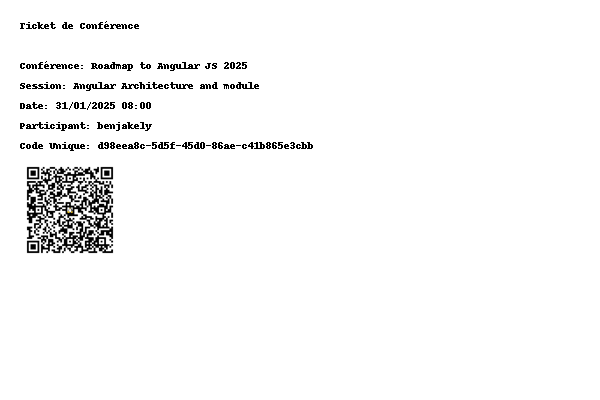 Ticket de Conférence
Conférence: Roadmap to Angular JS 2025
Session: Angular Architecture and module
Date: 31/01/2025 08:00
Participant: benjakely
Code Unique: d98eea8c-5d5f-45d0-86ae-c41b865e3cbb